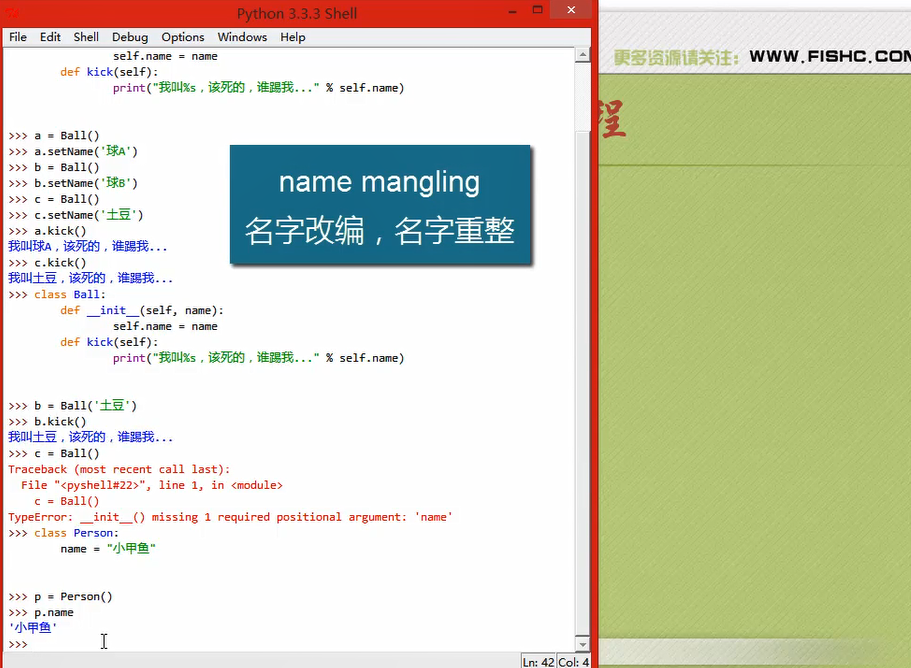 Python 3.3.3 Shell
File Edit Shell Debug Options Windows Help
更多资源请关注：WWW.FISHC.COM
程
self.name = name
def kick(self):
print("我叫%s，该死的，谁踢我..." % self.name)
>>> a = Ball()
>>> a.setName('球A')
>>> b = Ball()
>>> b.setName('球B')
>>> c = Ball()
>>> c.setName('土豆')
>>> a.kick()
我叫球A，该死的，谁踢我...
>>> c.kick()
我叫土豆，该死的，谁踢我...
>>> class Ball:
def __init__(self, name):
self.name = name
def kick(self):
print("我叫%s，该死的，谁踢我..." % self.name)
>>> b = Ball('土豆')
>>> b.kick()
我叫土豆，该死的，谁踢我...
>>> c = Ball()
Traceback (most recent call last):
File "<pyshell#22>", line 1, in <module>
c = Ball()
TypeError: __init__() missing 1 required positional argument: 'name'
>>> class Person:
name = "小甲鱼"
>>> p = Person()
>>> p.name
'小甲鱼'
>>>
name mangling
名字改编，名字重整
Ln: 42 Col: 4